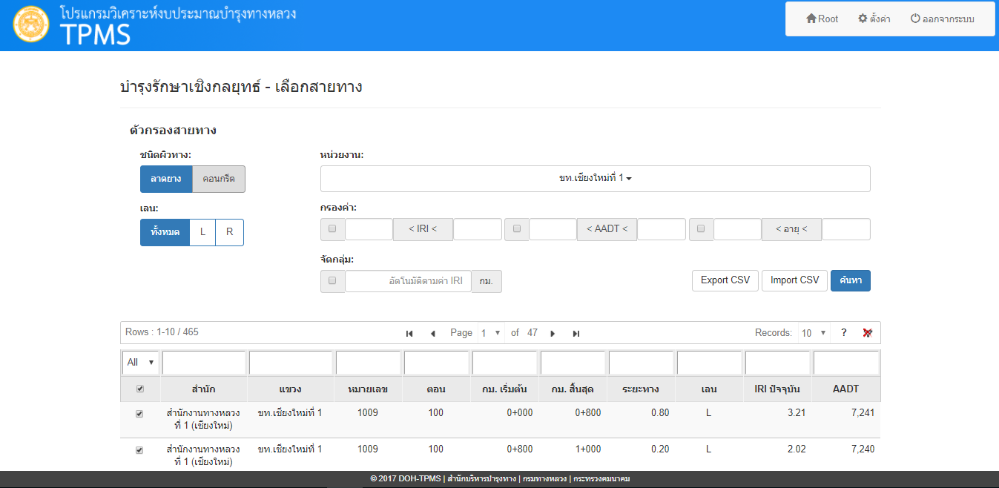 โปรแกรมวิเคราะห์งบประมาณบำรุงทางหลวง
TPMS
Root ตั้งค่า ออกจากระบบ
บำรุงรักษาเชิงกลยุทธ์ - เลือกสายทาง
ตัวกรองสายทาง
ชนิดผิวทาง: หน่วยงาน:
ลาดยาง คอนกรีต ขท.เชียงใหม่ที่ 1
เลน: กรองค่า:
ทั้งหมด L R < IRI < < AADT < < อายุ <
จัดกลุ่ม:
อัตโนมัติตามค่า IRI กม. Export CSV Import CSV ค้นหา
Rows : 1-10 / 465 Page 1 of 47 Records: 10 ?
All
สำนัก แขวง หมายเลข ตอน กม. เริ่มต้น กม. สิ้นสุด ระยะทาง เลน IRI ปัจจุบัน AADT
สำนักงานทางหลวง ขท.เชียงใหม่ที่ 1 1009 100 0+000 0+800 0.80 L 3.21 7,241
ที่ 1 (เชียงใหม่)
สำนักงานทางหลวง ขท.เชียงใหม่ที่ 1 1009 100 0+800 1+000 0.20 L 2.02 7,240
ที่ 1 (เชียงใหม่)
© 2017 DOH-TPMS | สำนักบริหารบำรุงทาง | กรมทางหลวง | กระทรวงคมนาคม